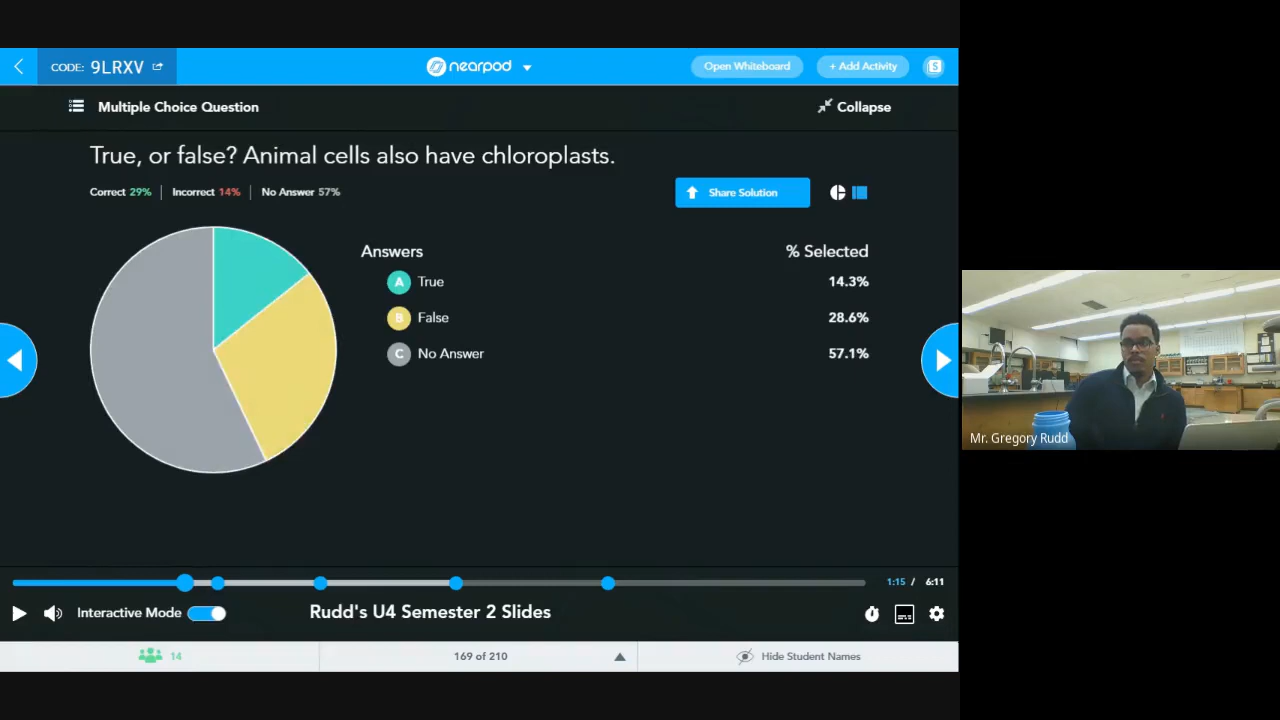 CODE: 9LRXV
nearpod
Open Whiteboard
+ Add Activity
S
Multiple Choice Question
Collapse
True, or false? Animal cells also have chloroplasts.
Correct 29% | Incorrect 14% | No Answer 57%
Share Solution
Answers
% Selected
A True 14.3%
B False 28.6%
C No Answer 57.1%
Mr. Gregory Rudd
1:15 / 6:11
Interactive Mode
Rudd's U4 Semester 2 Slides
14
169 of 210
Hide Student Names